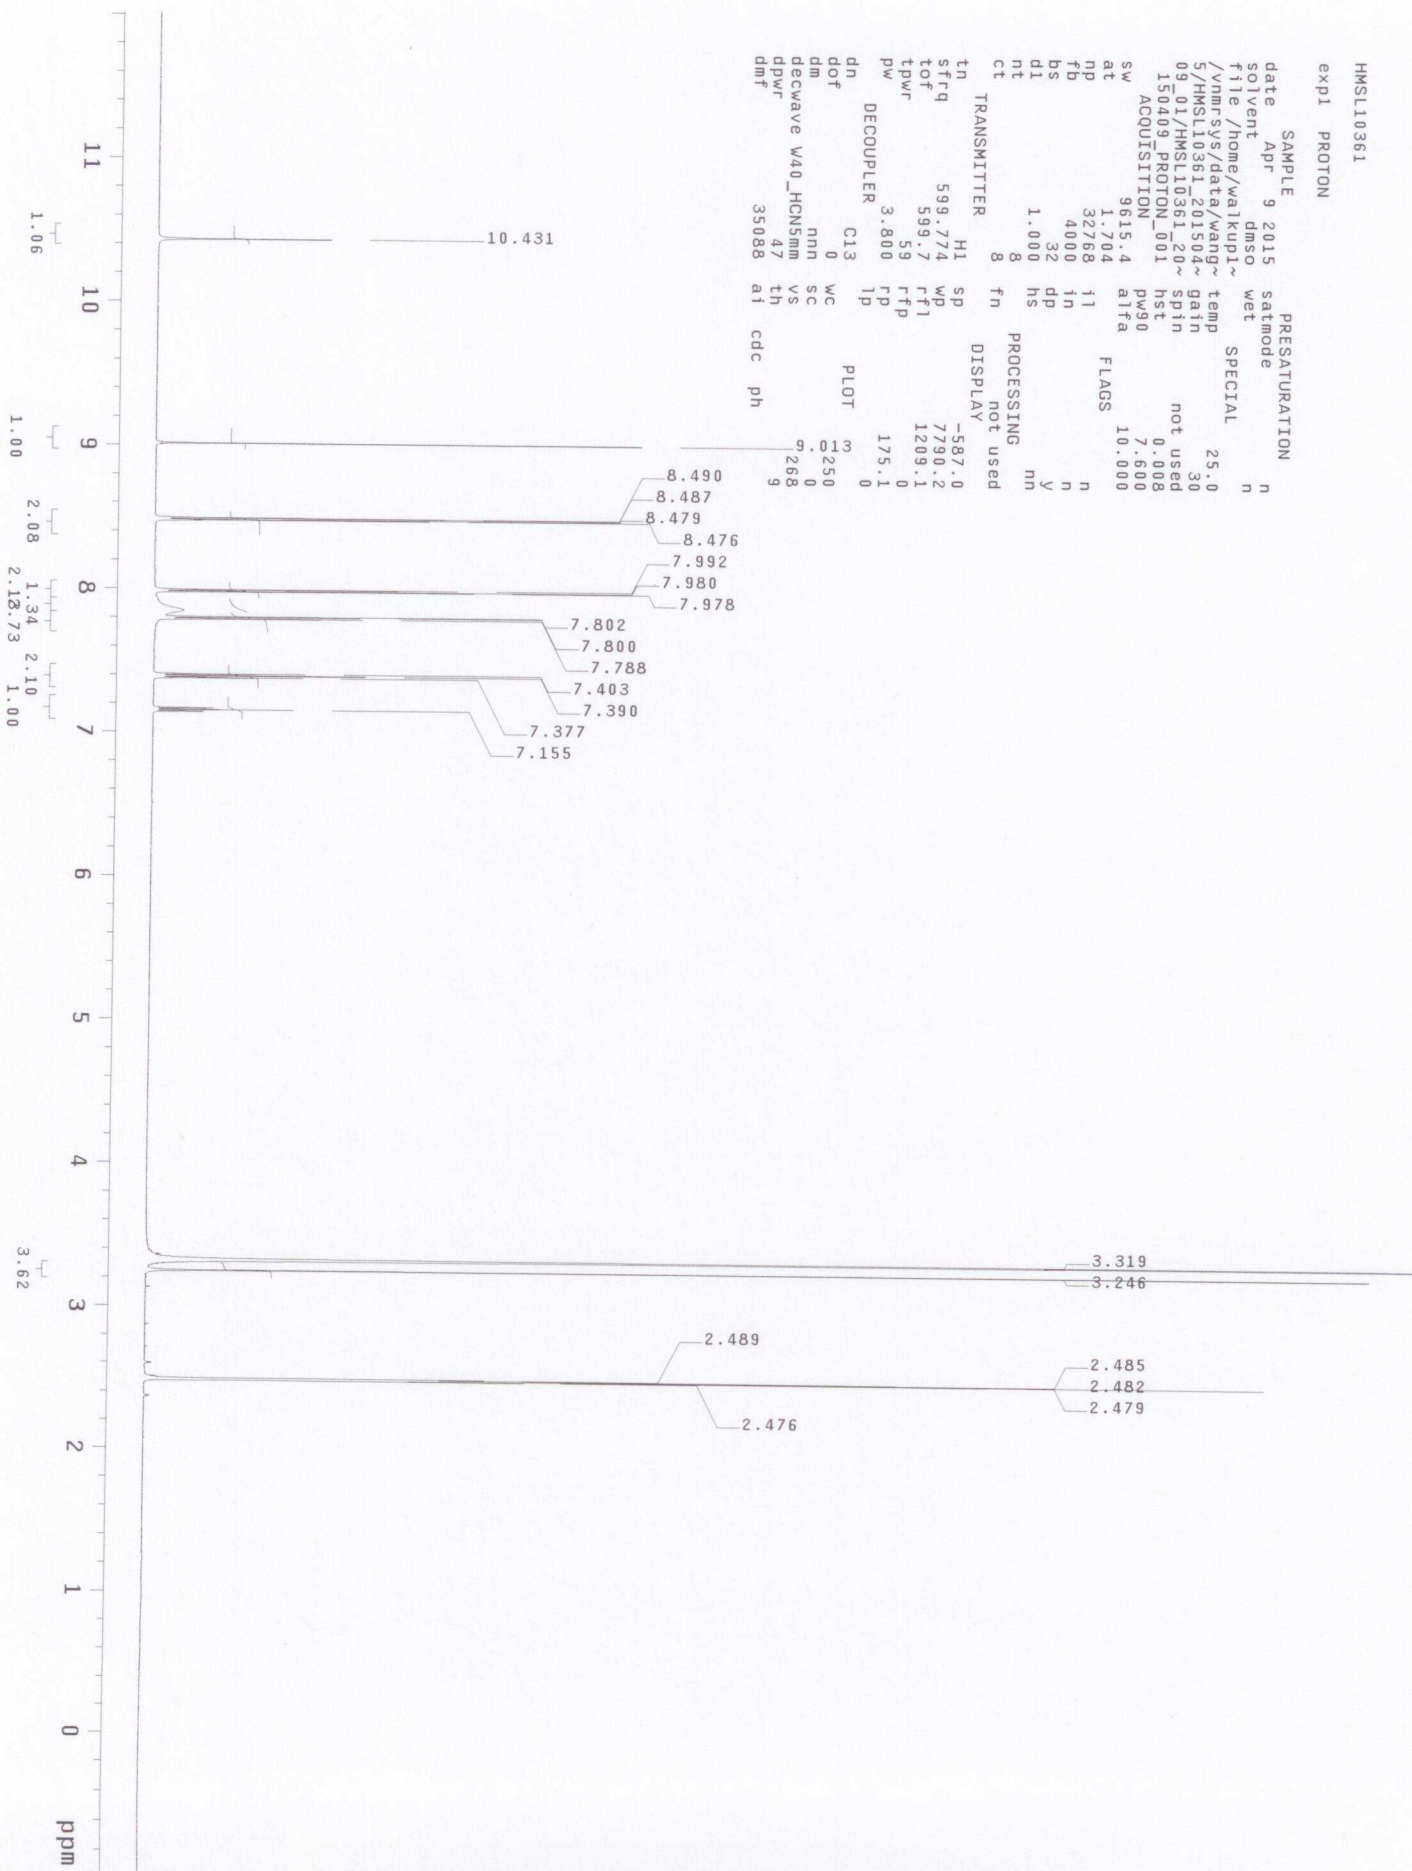 HMSL10361
exp1 PROTON
SAMPLE PRESATURATION
date Apr 9 2015 satmode n
solvent dmso wet n
file /home/walkup1~ SPECIAL
/vnmrsys/data/wang~ temp 25.0
5/HMSL10361_201504~ gain 30
09_01/HMSL10361_20~ spin not used
150409_PROTON_001 hst 0.008
ACQUISITION pw90 7.600
sw 9615.4 alfa 10.000
at 1.704 FLAGS
np 32768 il n
fb 4000 in n
bs 32 dp y
d1 1.000 hs nn
nt 8 PROCESSING
ct 8 fn not used
TRANSMITTER DISPLAY
tn H1 sp -587.0
sfrq 599.774 wp 7790.2
tof 599.7 rfl 1209.1
tpwr 59 rfp 0
pw 3.800 rp 175.1
DECOUPLER lp 0
dn C13 PLOT
dof 0 wc 250
dm nnn sc 0
decwave W40_HCN5mm vs 268
dpwr 47 th 9
dmf 35088 ai cdc ph
10.431
9.013
8.490
8.487
8.479
8.476
7.992
7.980
7.978
7.802
7.800
7.788
7.403
7.390
7.377
7.155
3.319
3.246
2.489
2.485
2.482
2.479
2.476
11 10 9 8 7 6 5 4 3 2 1 0 ppm
1.06 1.00 2.08 1.34 2.10 1.00 3.62